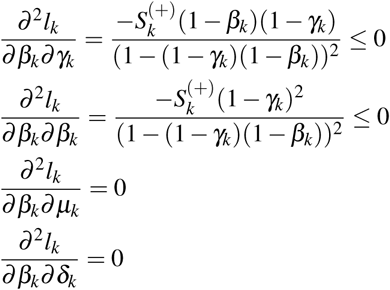 ∂²l_k / ∂β_k∂γ_k = −S_k^(+)(1−β_k)(1−γ_k) / (1−(1−γ_k)(1−β_k))² ≤ 0
∂²l_k / ∂β_k∂β_k = −S_k^(+)(1−γ_k)² / (1−(1−γ_k)(1−β_k))² ≤ 0
∂²l_k / ∂β_k∂μ_k = 0
∂²l_k / ∂β_k∂δ_k = 0